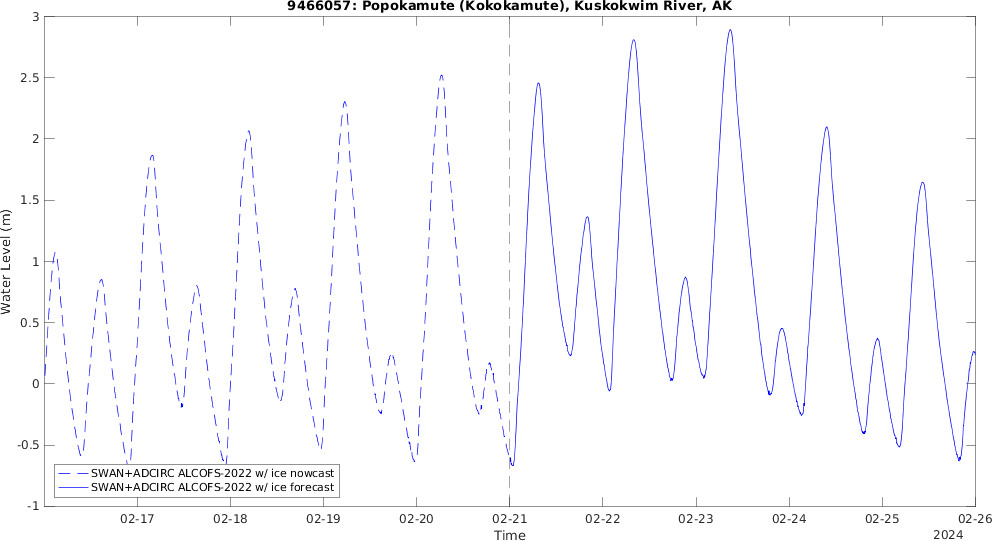 9466057: Popokamute (Kokokamute), Kuskokwim River, AK
3
2.5
2
1.5
1
0.5
0
-0.5
-1
Water Level (m)
SWAN+ADCIRC ALCOFS-2022 w/ ice nowcast
SWAN+ADCIRC ALCOFS-2022 w/ ice forecast
02-17 02-18 02-19 02-20 02-21 02-22 02-23 02-24 02-25 02-26
Time
2024